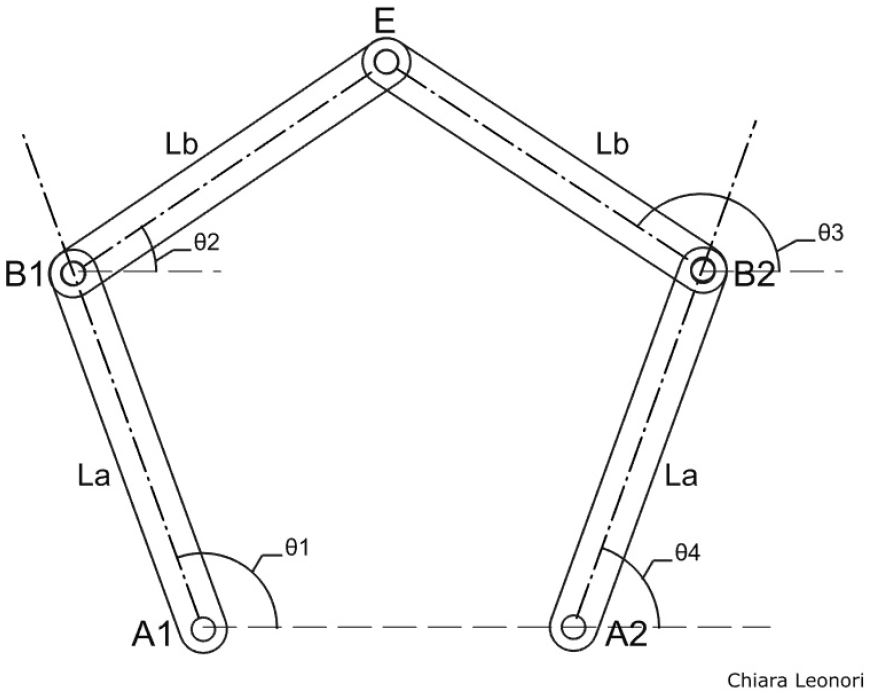 E
Lb
Lb
θ2
θ3
B1
B2
La
La
θ1
θ4
A1
A2
Chiara Leonori